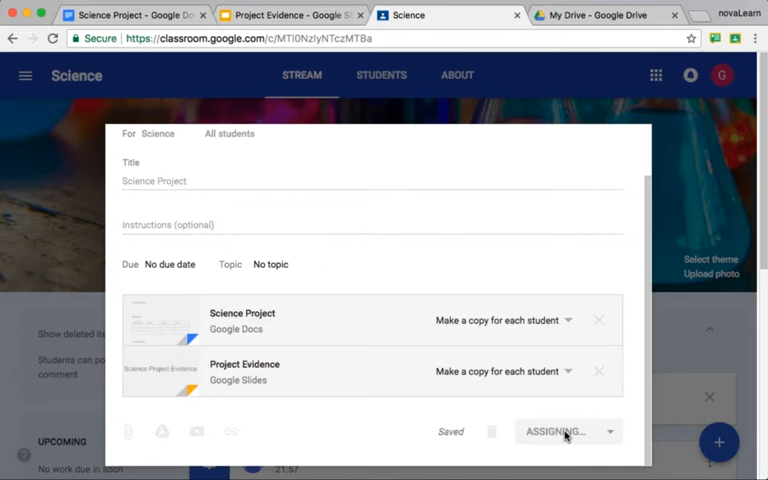 Science Project - Google Do
Project Evidence - Google Sl
Science
My Drive - Google Drive
novaLearn
Secure
https://classroom.google.com/c/MTI0NzIyNTczMTBa
Science
STREAM
STUDENTS
ABOUT
G
For Science All students
Title
Science Project
Instructions (optional)
Due No due date Topic No topic
Select theme
Upload photo
Science Project
Google Docs
Make a copy for each student
Science Project Evidence
Project Evidence
Google Slides
Make a copy for each student
Saved
ASSIGNING...
Show deleted ite
Students can po
comment
UPCOMING
No work due in soon
21:57